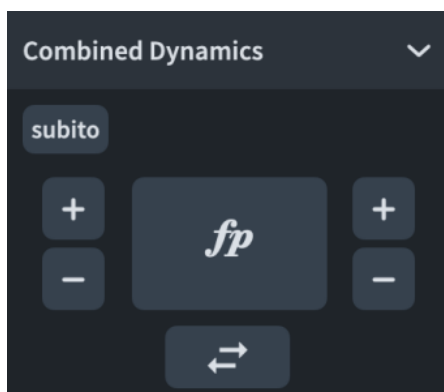 Combined Dynamics
subito
+ +
fp
− −